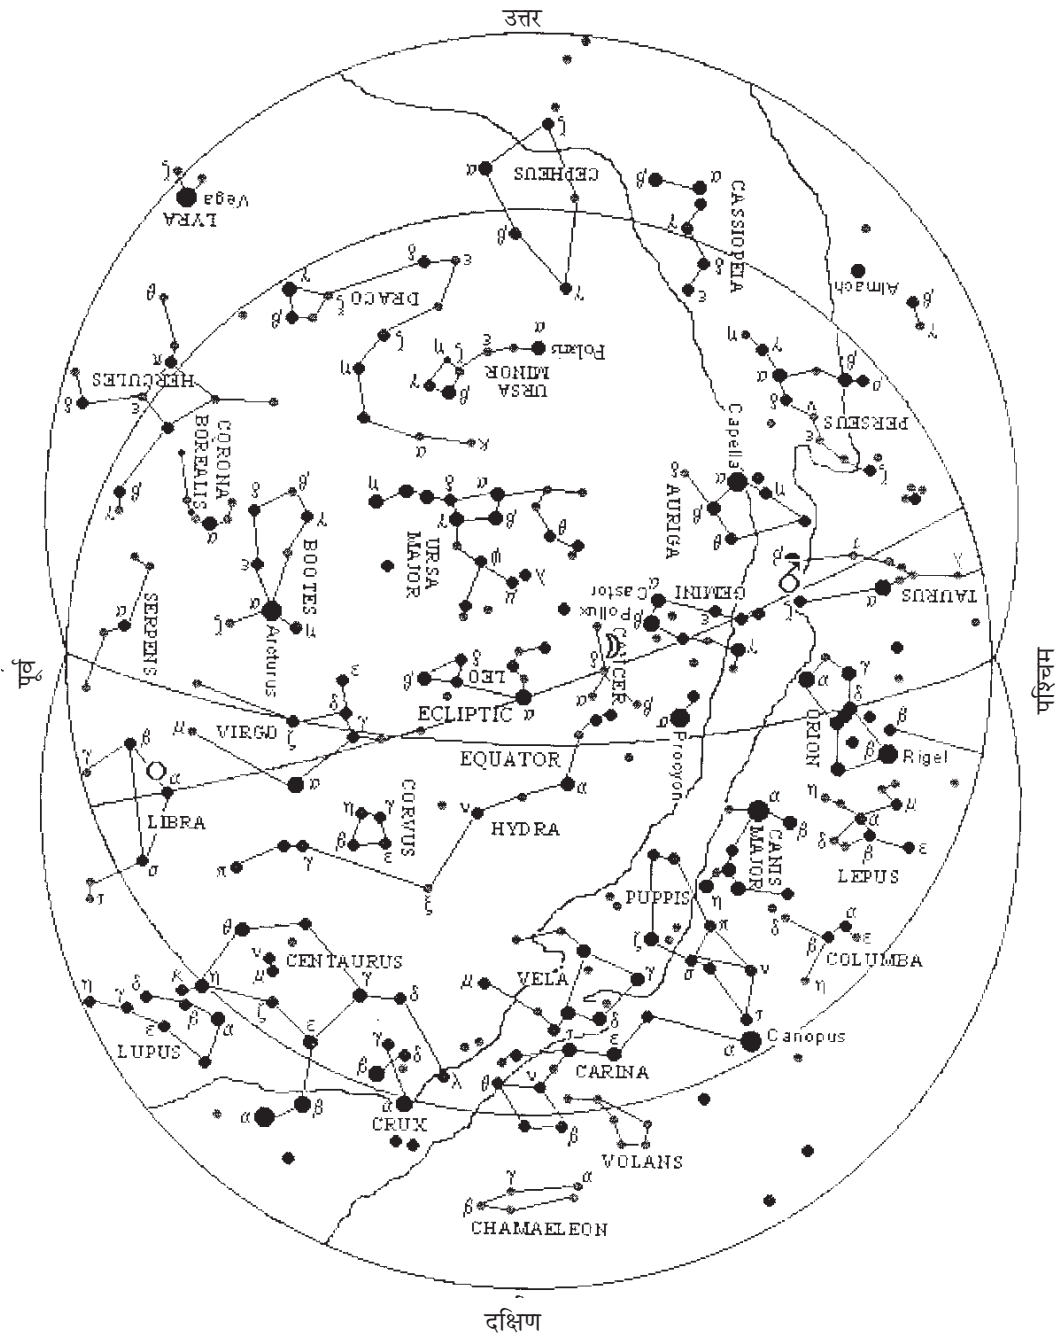 उत्तर
ζ
α
CEPHEUS
β
γ
ζ
Vega
LYRA
β
α
CASSIOPEIA
γ
δ
ε
Almach
β
γ
θ
π
HERCULES
δ
ε
β
γ
γ
β
ξ
DRACO
δ
ε
ζ
η
α
κ
α
Polaris
ε
ζ
η
γ
β
URSA
MINOR
η
γ
α
δ
β
ρ
ν
ε
ζ
PERSEUS
CORONA
BOREALIS
α
δ
β
γ
ε
BOOTES
α
ζ
η
Arcturus
η
δ
α
γ
β
θ
ψ
λ
μ
URSA
MAJOR
Capella
δ
η
β
θ
AURIGA
β
τ
λ
ζ
α
TAURUS
α
Castor
β
Pollux
GEMINI
γ
α
SERPENS
पूर्व
पश्चिम
δ
β
LEO
α
CANCER
δ
β
ECLIPTIC
EQUATOR
ε
δ
γ
ζ
α
VIRGO
μ
α
Procyon
α
γ
δ
β
ORION
β
Rigel
γ
β
α
LIBRA
σ
τ
η
γ
β
ε
CORVUS
ν
α
HYDRA
π
γ
ξ
α
β
CANIS
MAJOR
η
μ
α
δ
β
ε
LEPUS
PUPPIS
ζ
π
σ
ν
τ
δ
α
β
ε
COLUMBA
η
θ
ν
μ
CENTAURUS
κ
η
ζ
γ
δ
ε
λ
β
α
η
γ
δ
β
ε
α
LUPUS
μ
VELA
γ
δ
γ
δ
β
α
CRUX
ε
CARINA
θ
ν
β
α
Canopus
VOLANS
γ
α
β
CHAMAELEON
दक्षिण